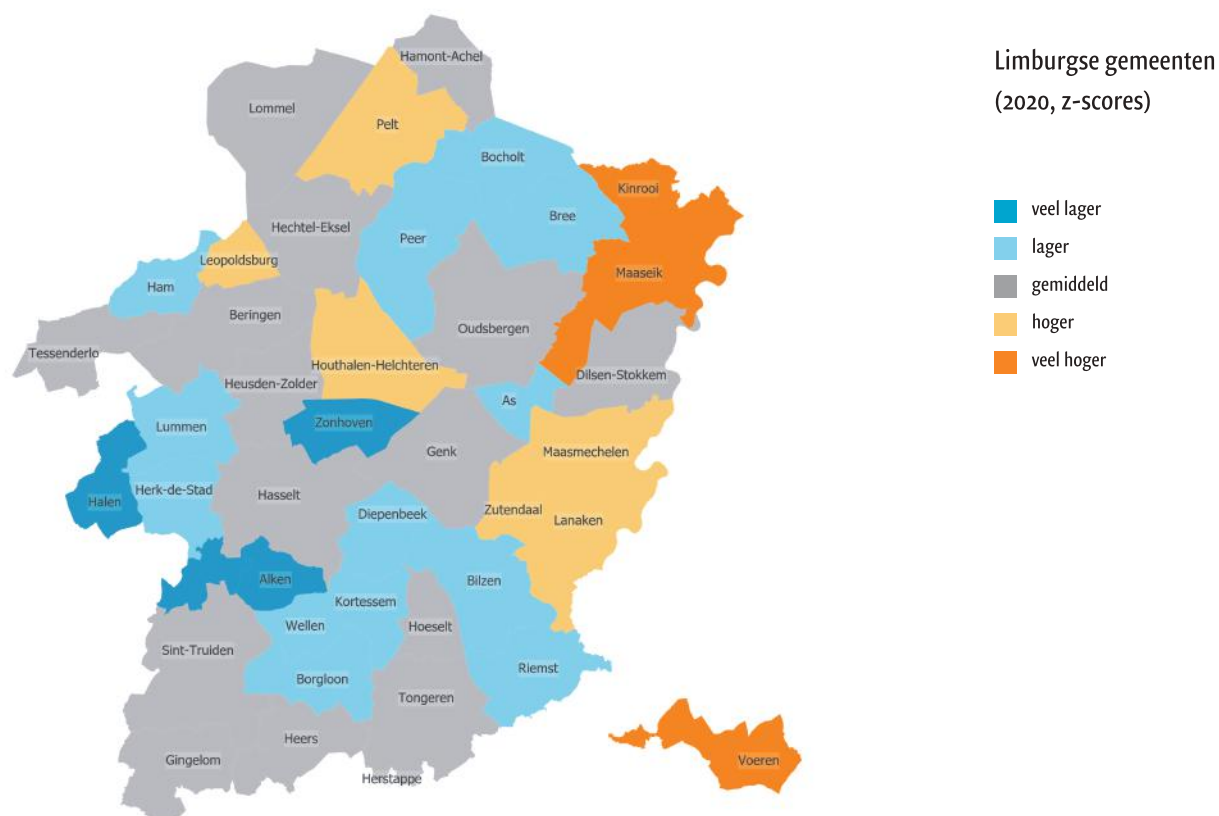 Limburgse gemeenten
(2020, z-scores)
veel lager
lager
gemiddeld
hoger
veel hoger
Hamont-Achel
Lommel
Pelt
Bocholt
Kinrooi
Bree
Hechtel-Eksel
Peer
Leopoldsburg
Maaseik
Ham
Beringen
Oudsbergen
Tessenderlo
Houthalen-Helchteren
Dilsen-Stokkem
Heusden-Zolder
As
Zonhoven
Lummen
Genk
Maasmechelen
Herk-de-Stad
Hasselt
Halen
Zutendaal
Diepenbeek
Lanaken
Alken
Bilzen
Kortessem
Wellen
Hoeselt
Sint-Truiden
Riemst
Borgloon
Tongeren
Heers
Gingelom
Voeren
Herstappe